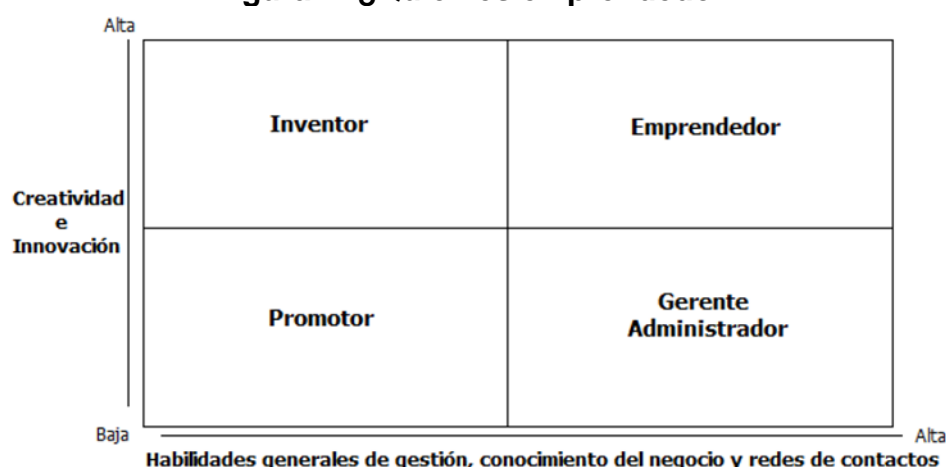 Alta
Inventor
Emprendedor
Creatividad
e
Innovación
Promotor
Gerente
Administrador
Baja
Alta
Habilidades generales de gestión, conocimiento del negocio y redes de contactos